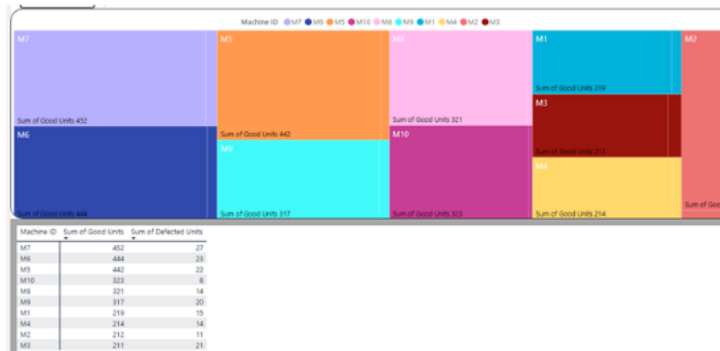 Machine ID M7 M6 M5 M10 M8 M9 M1 M4 M2 M3
M7
Sum of Good Units 452
M6
Sum of Good Units 444
M5
Sum of Good Units 442
M9
Sum of Good Units 317
M8
Sum of Good Units 321
M10
Sum of Good Units 323
M1
Sum of Good Units 219
M3
Sum of Good Units 211
M4
Sum of Good Units 214
M2
Sum of Goo
Machine ID Sum of Good Units Sum of Defected Units
M7 452 27
M6 444 23
M5 442 22
M10 323 8
M8 321 14
M9 317 20
M1 219 15
M4 214 14
M2 212 11
M3 211 21